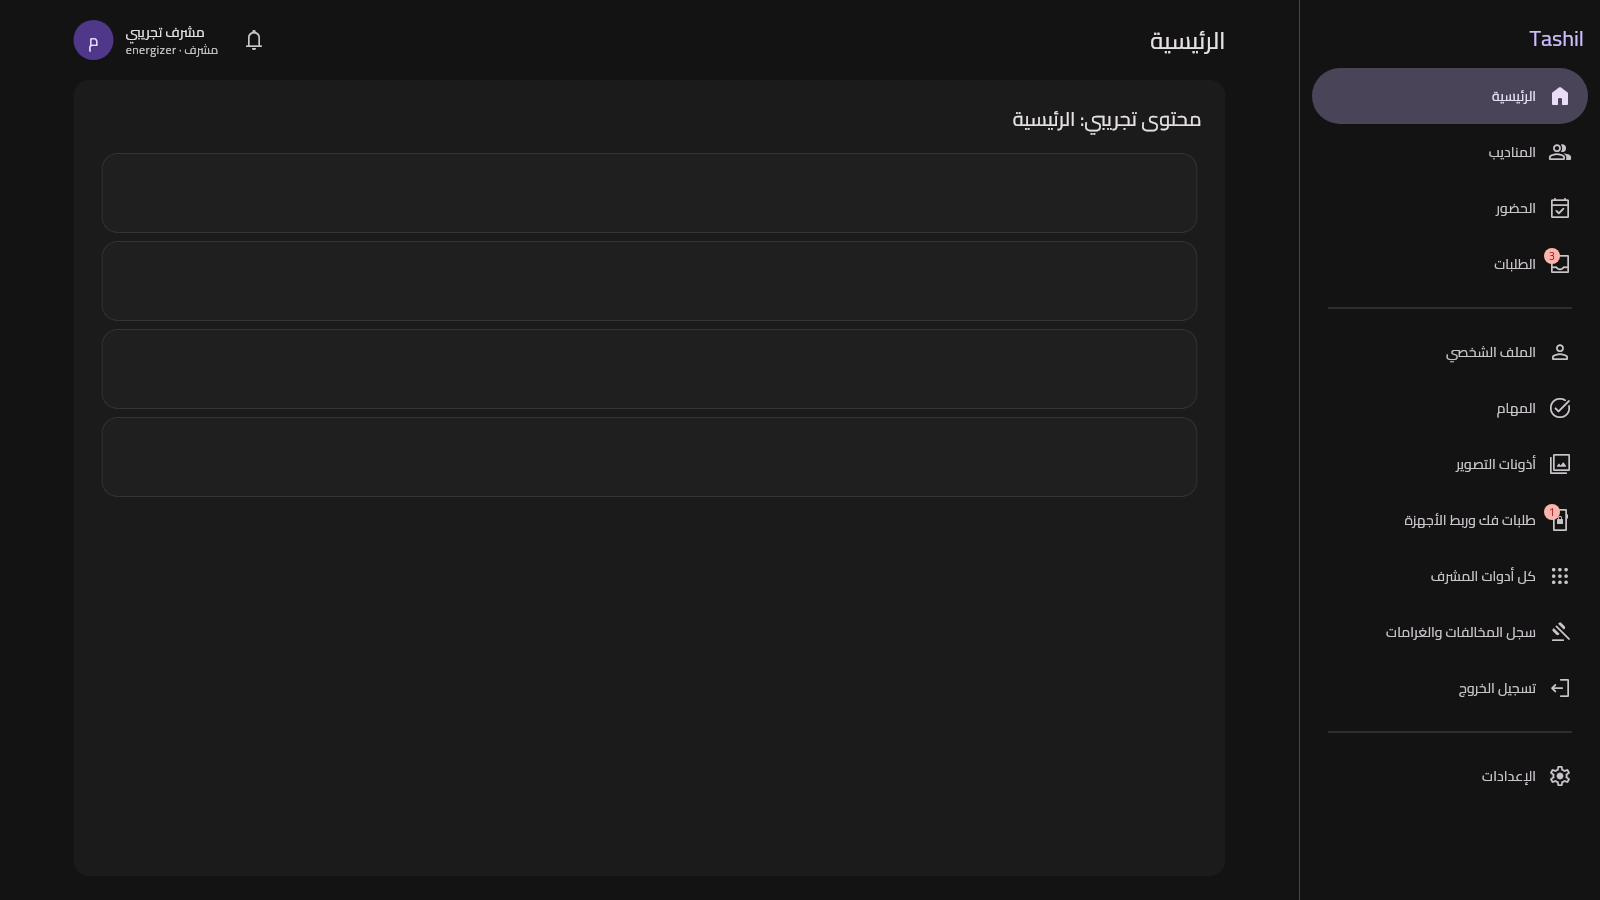 Tashil
الرئيسية
المناديب
الحضور
3
الطلبات
الملف الشخصي
المهام
أذونات التصوير
1
طلبات فك وربط الأجهزة
كل أدوات المشرف
سجل المخالفات والغرامات
تسجيل الخروج
الإعدادات
الرئيسية
مشرف تجريبي
مشرف · energizer
م
محتوى تجريبي: الرئيسية